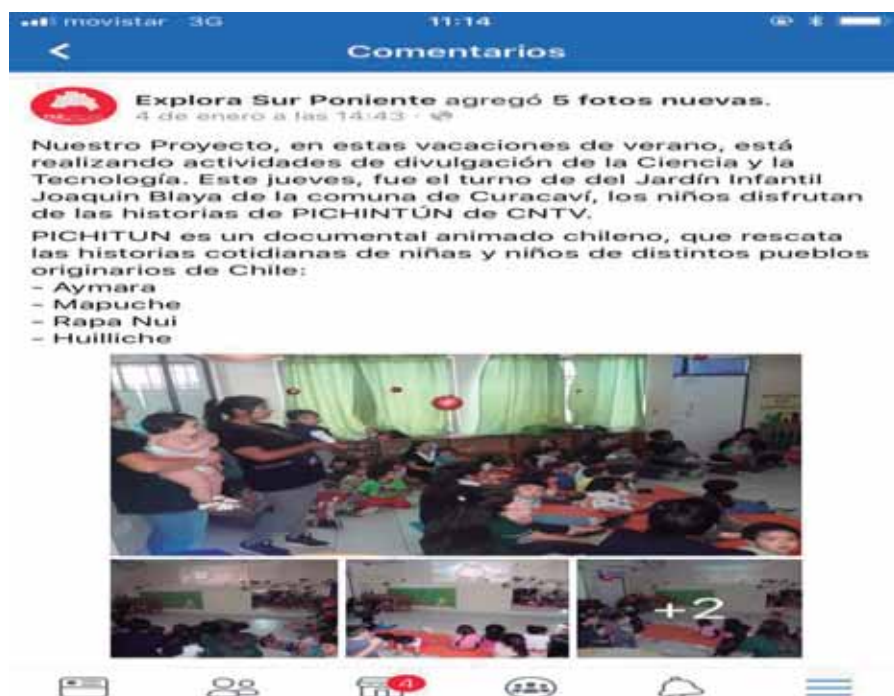 movistar 3G 11:14
Comentarios
Explora Sur Poniente agregó 5 fotos nuevas.
4 de enero a las 14:43 ·
Nuestro Proyecto, en estas vacaciones de verano, está
realizando actividades de divulgación de la Ciencia y la
Tecnología. Este jueves, fue el turno de del Jardín Infantil
Joaquin Blaya de la comuna de Curacaví, los niños disfrutan
de las historias de PICHINTÚN de CNTV.
PICHITUN es un documental animado chileno, que rescata
las historias cotidianas de niñas y niños de distintos pueblos
originarios de Chile:
- Aymara
- Mapuche
- Rapa Nui
- Huilliche
+2
4